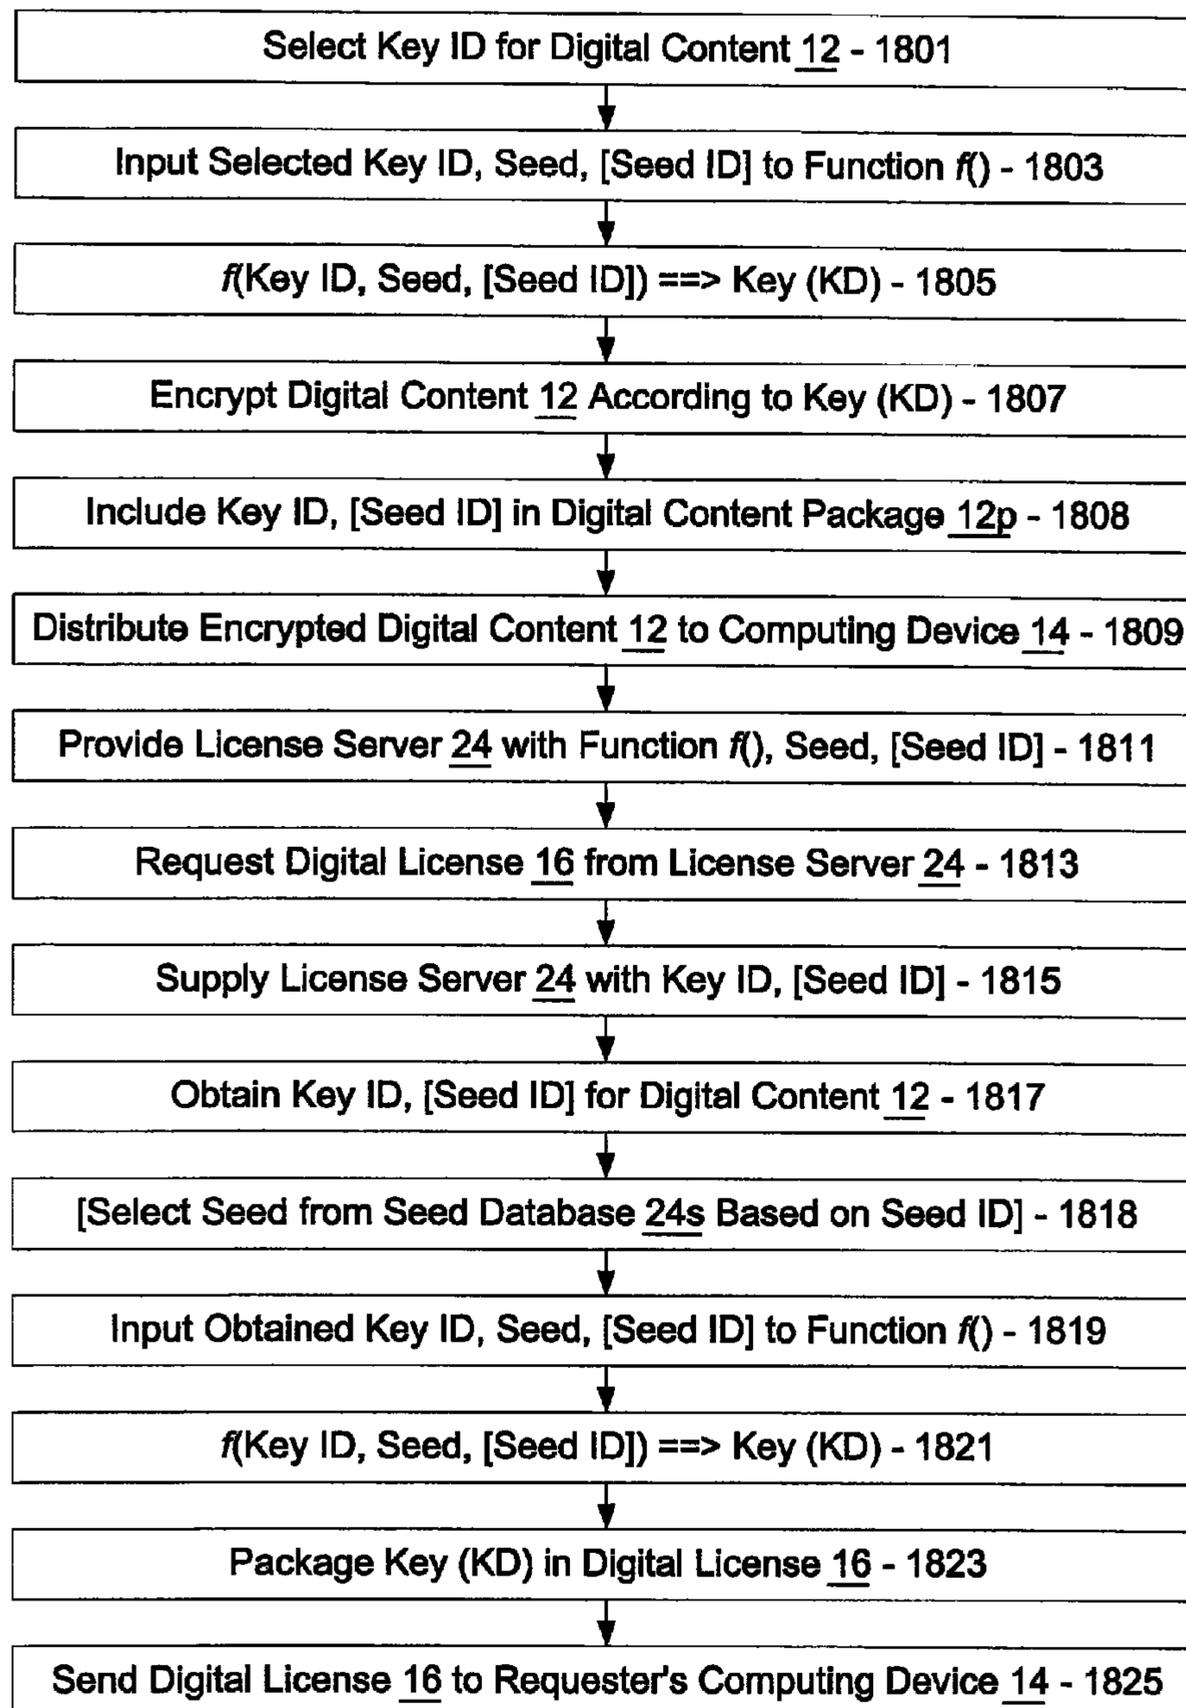 Select Key ID for Digital Content 12 - 1801
Input Selected Key ID, Seed, [Seed ID] to Function f() - 1803
f(Key ID, Seed, [Seed ID]) ==> Key (KD) - 1805
Encrypt Digital Content 12 According to Key (KD) - 1807
Include Key ID, [Seed ID] in Digital Content Package 12p - 1808
Distribute Encrypted Digital Content 12 to Computing Device 14 - 1809
Provide License Server 24 with Function f(), Seed, [Seed ID] - 1811
Request Digital License 16 from License Server 24 - 1813
Supply License Server 24 with Key ID, [Seed ID] - 1815
Obtain Key ID, [Seed ID] for Digital Content 12 - 1817
[Select Seed from Seed Database 24s Based on Seed ID] - 1818
Input Obtained Key ID, Seed, [Seed ID] to Function f() - 1819
f(Key ID, Seed, [Seed ID]) ==> Key (KD) - 1821
Package Key (KD) in Digital License 16 - 1823
Send Digital License 16 to Requester's Computing Device 14 - 1825